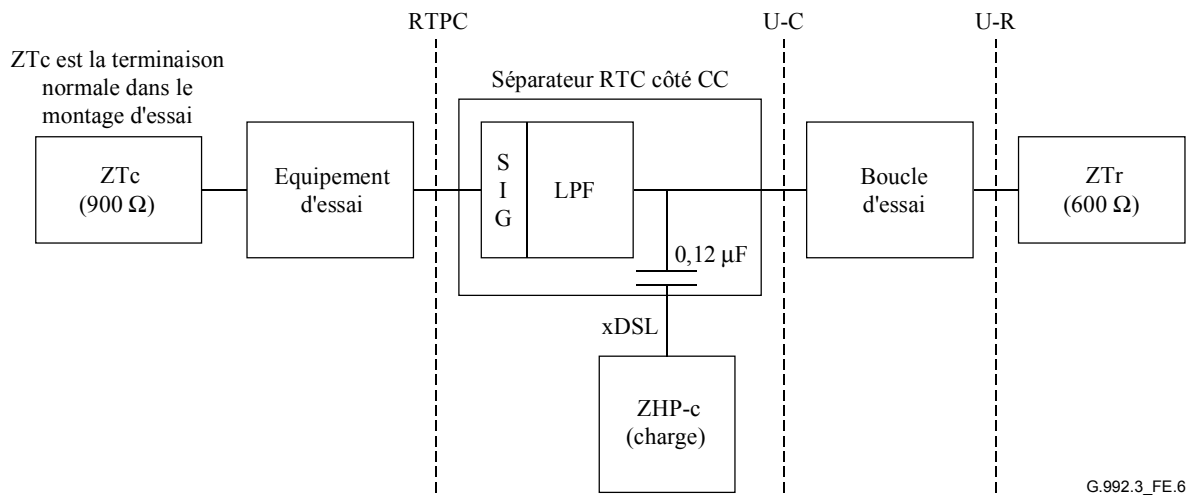 RTPC
U-C
U-R
ZTc est la terminaison
normale dans le
montage d'essai
Séparateur RTC côté CC
ZTc
(900 Ω)
Equipement
d'essai
S
I
G
LPF
0,12 µF
Boucle
d'essai
ZTr
(600 Ω)
xDSL
ZHP-c
(charge)
G.992.3_FE.6